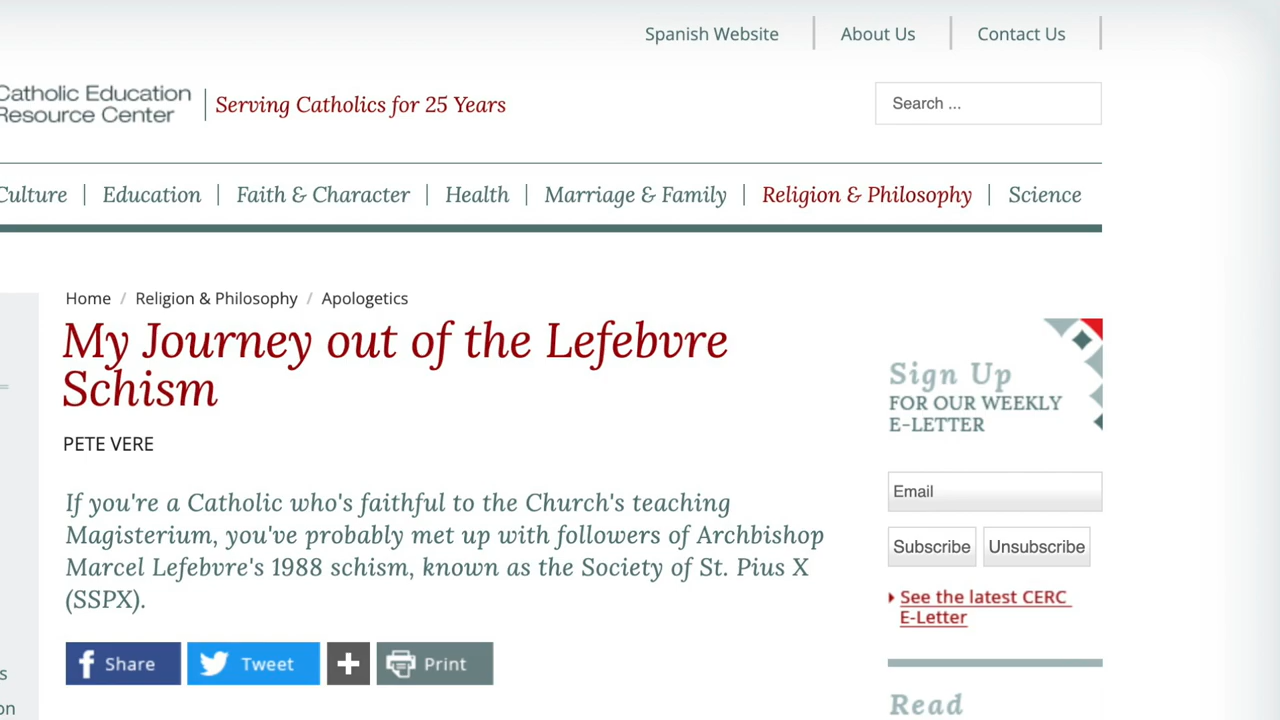 Spanish Website
About Us
Contact Us
Catholic Education
Resource Center
Serving Catholics for 25 Years
Search ...
Culture
Education
Faith & Character
Health
Marriage & Family
Religion & Philosophy
Science
Home / Religion & Philosophy / Apologetics
My Journey out of the Lefebvre
Schism
PETE VERE
If you're a Catholic who's faithful to the Church's teaching
Magisterium, you've probably met up with followers of Archbishop
Marcel Lefebvre's 1988 schism, known as the Society of St. Pius X
(SSPX).
Share
Tweet
Print
Sign Up
FOR OUR WEEKLY
E-LETTER
Email
Subscribe
Unsubscribe
See the latest CERC
E-Letter
Read